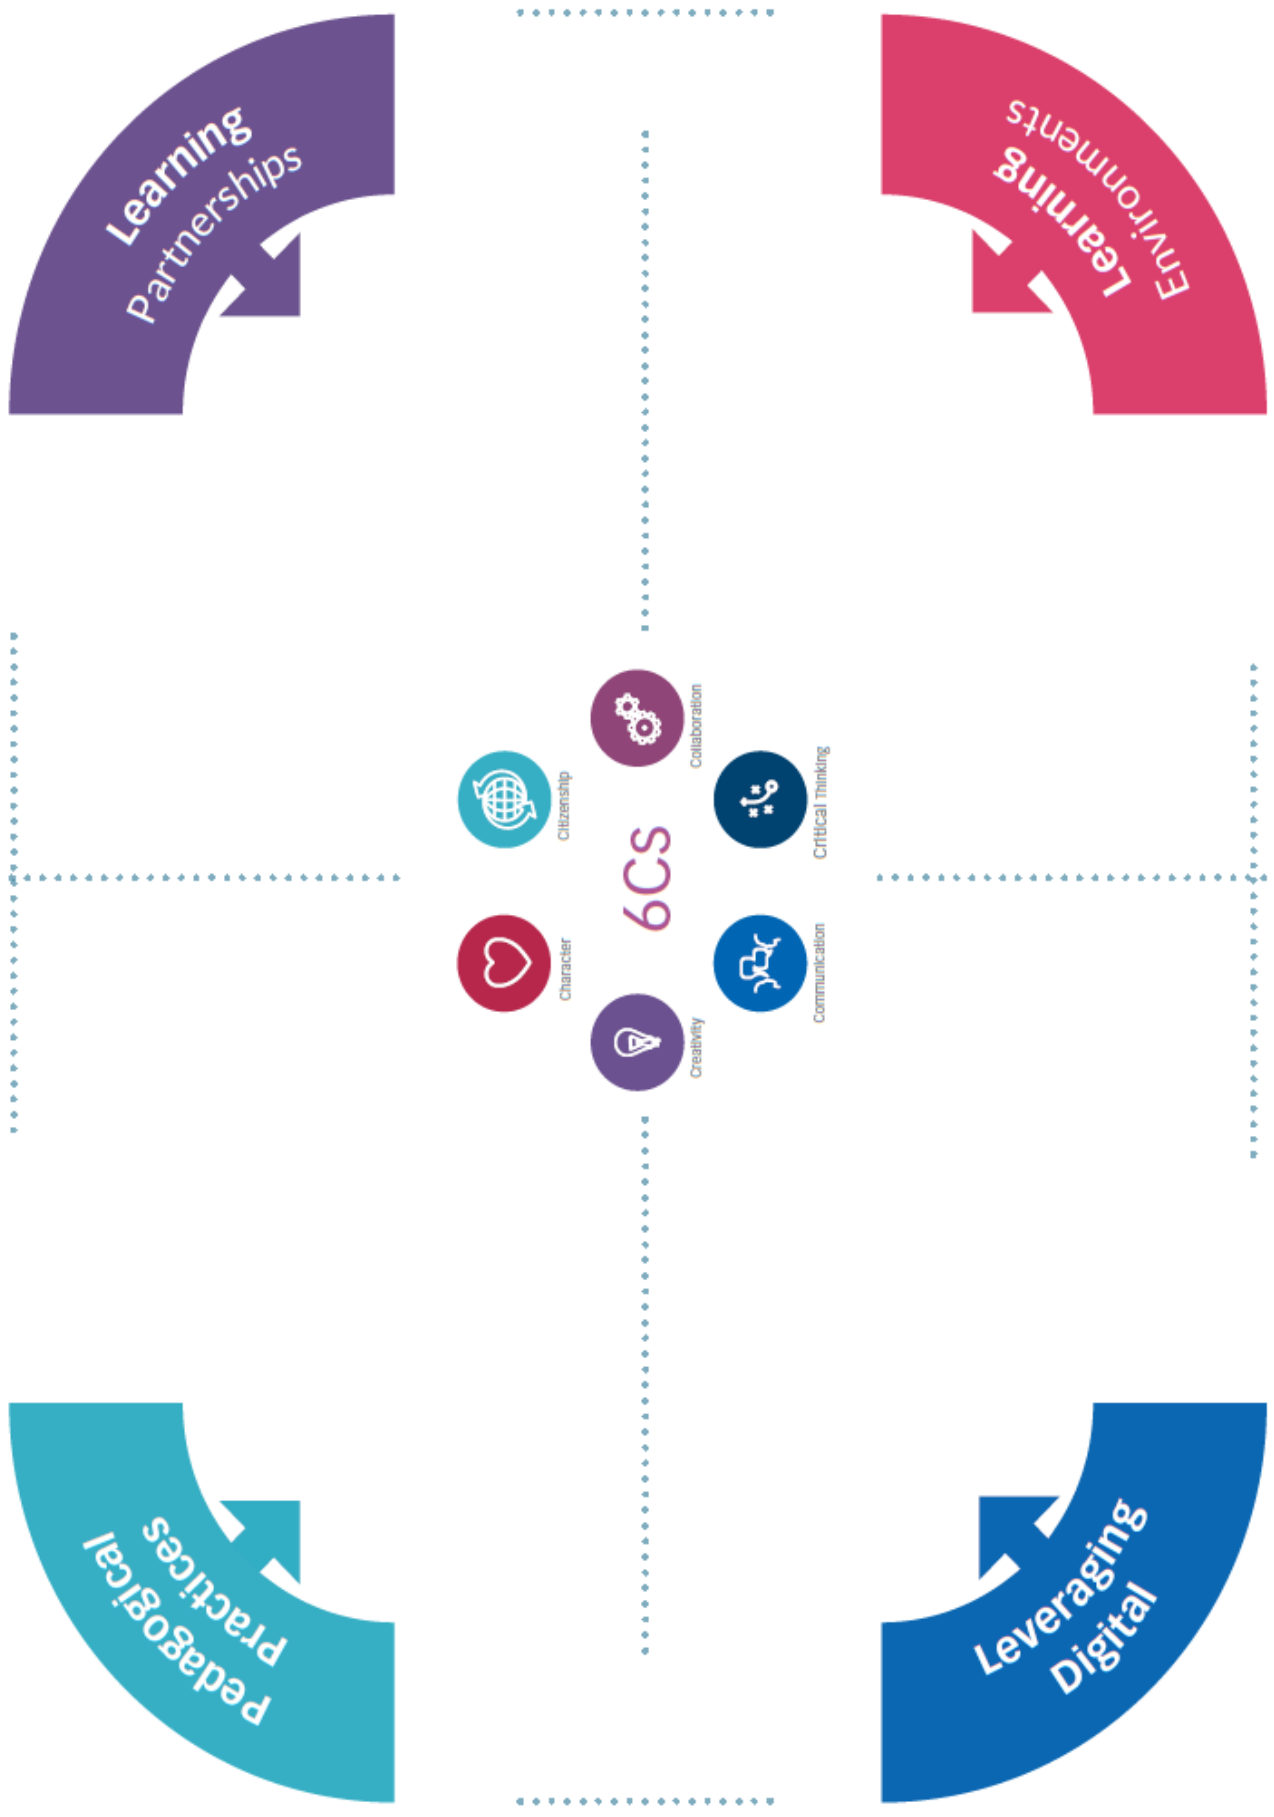 Pedagogical
Practices
Learning
Partnerships
Character
Citizenship
6Cs
Creativity
Collaboration
Communication
Critical Thinking
Leveraging
Digital
Learning
Environments